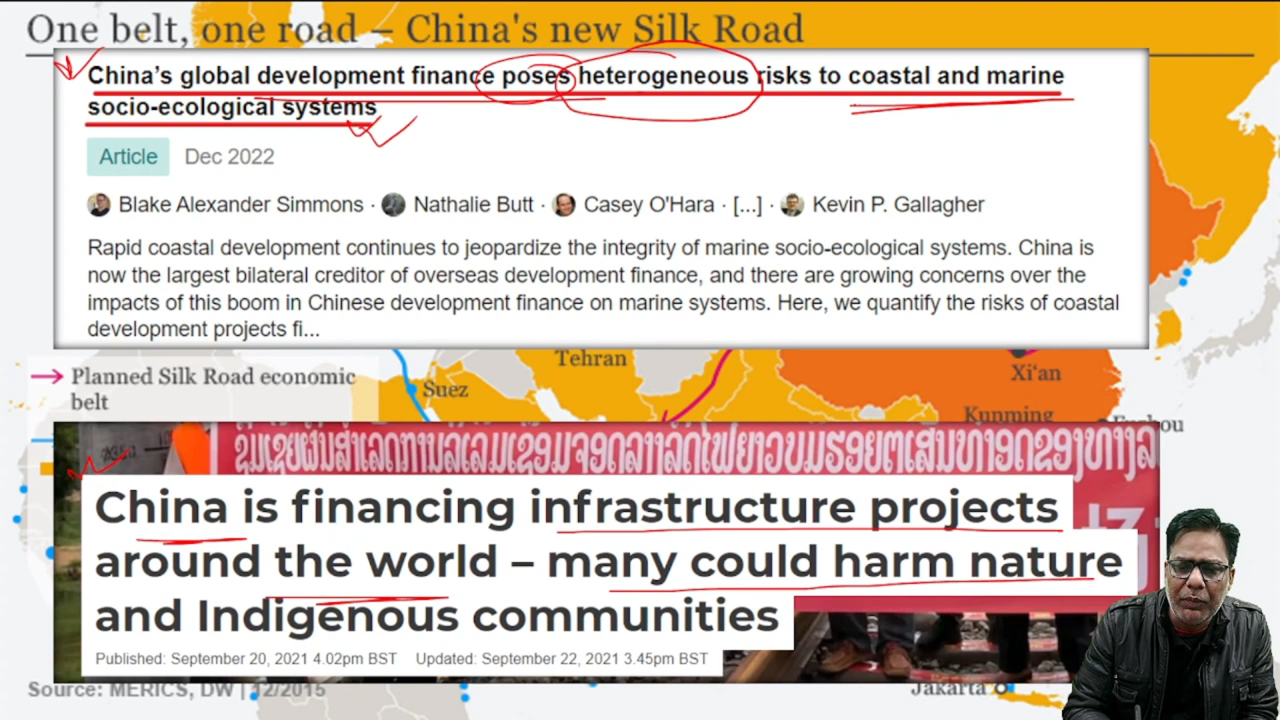 One belt, one road – China's new Silk Road
China's global development finance poses heterogeneous risks to coastal and marine
socio-ecological systems
Article Dec 2022
Blake Alexander Simmons · Nathalie Butt · Casey O'Hara · [...] · Kevin P. Gallagher
Rapid coastal development continues to jeopardize the integrity of marine socio-ecological systems. China is
now the largest bilateral creditor of overseas development finance, and there are growing concerns over the
impacts of this boom in Chinese development finance on marine systems. Here, we quantify the risks of coastal
development projects fi...
Tehran
Xi'an
Planned Silk Road economic
belt
Suez
Kunming
China is financing infrastructure projects
around the world – many could harm nature
and Indigenous communities
Published: September 20, 2021 4.02pm BST Updated: September 22, 2021 3.45pm BST
Source: MERICS, DW | 12/2015
Jakarta